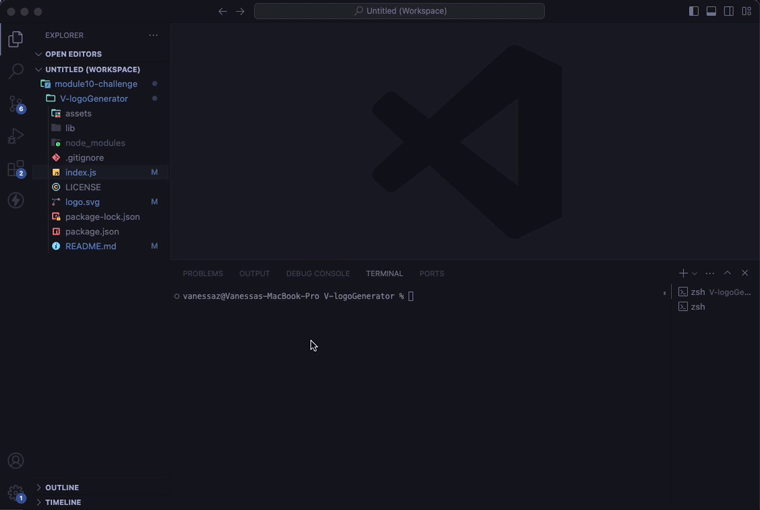 Untitled (Workspace)
EXPLORER
OPEN EDITORS
UNTITLED (WORKSPACE)
module10-challenge
V-logoGenerator
assets
lib
node_modules
.gitignore
index.js M
LICENSE
logo.svg M
package-lock.json
package.json
README.md M
6
2
PROBLEMS OUTPUT DEBUG CONSOLE TERMINAL PORTS
vanessaz@Vanessas-MacBook-Pro V-logoGenerator %
zsh V-logoGe...
zsh
OUTLINE
1
TIMELINE